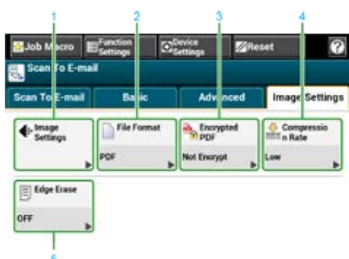 1 2 3 4
Job Macro Function Settings Device Settings Reset ?
Scan To E-mail
Scan To E-mail Basic Advanced Image Settings
Image Settings File Format Encrypted PDF Compressio
n Rate
PDF Not Encrypt Low
Edge Erase
OFF
5